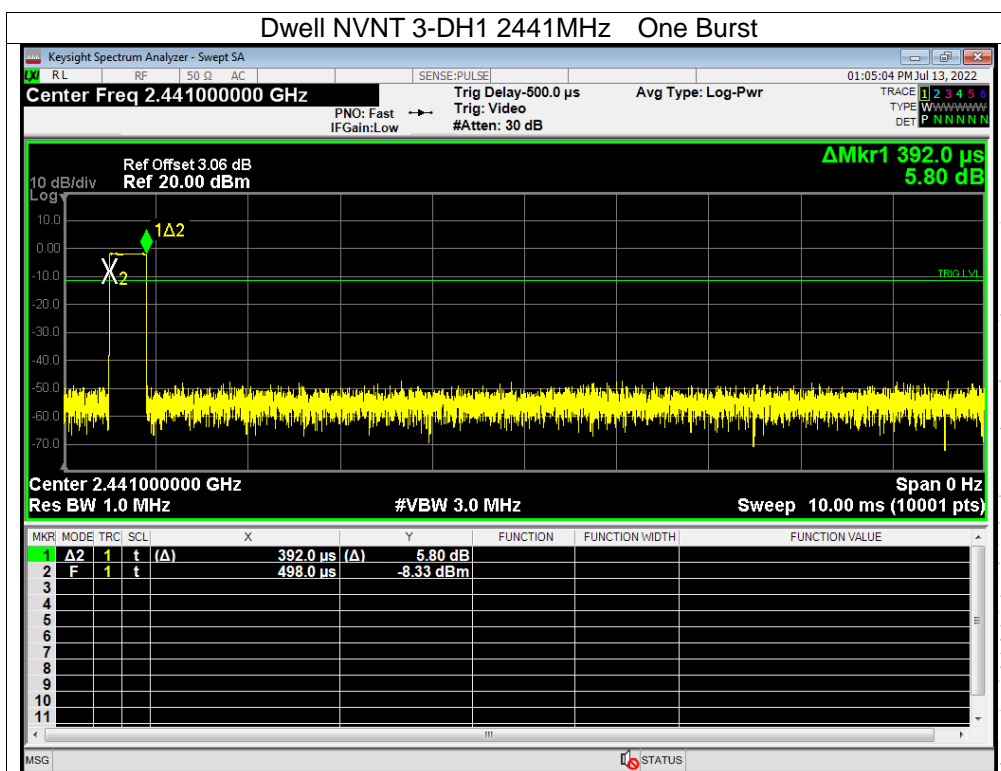 Dwell NVNT 3-DH1 2441MHz One Burst
Keysight Spectrum Analyzer - Swept SA
LXI RL RF 50 Ω AC SENSE:PULSE 01:05:04 PM Jul 13, 2022
Center Freq 2.441000000 GHz Trig Delay-500.0 µs Avg Type: Log-Pwr TRACE 1 2 3 4 5 6
PNO: Fast Trig: Video TYPE WWWWWW
IFGain:Low #Atten: 30 dB DET P N N N N N
Ref Offset 3.06 dB ΔMkr1 392.0 µs
10 dB/div Ref 20.00 dBm 5.80 dB
Log
10.0
1Δ2
0.00
2
-10.0
TRIG LVL
-20.0
-30.0
-40.0
-50.0
-60.0
-70.0
Center 2.441000000 GHz Span 0 Hz
Res BW 1.0 MHz #VBW 3.0 MHz Sweep 10.00 ms (10001 pts)
MKR MODE TRC SCL X Y FUNCTION FUNCTION WIDTH FUNCTION VALUE
1 Δ2 1 t (Δ) 392.0 µs (Δ) 5.80 dB
2 F 1 t 498.0 µs -8.33 dBm
3
4
5
6
7
8
9
10
11
MSG STATUS